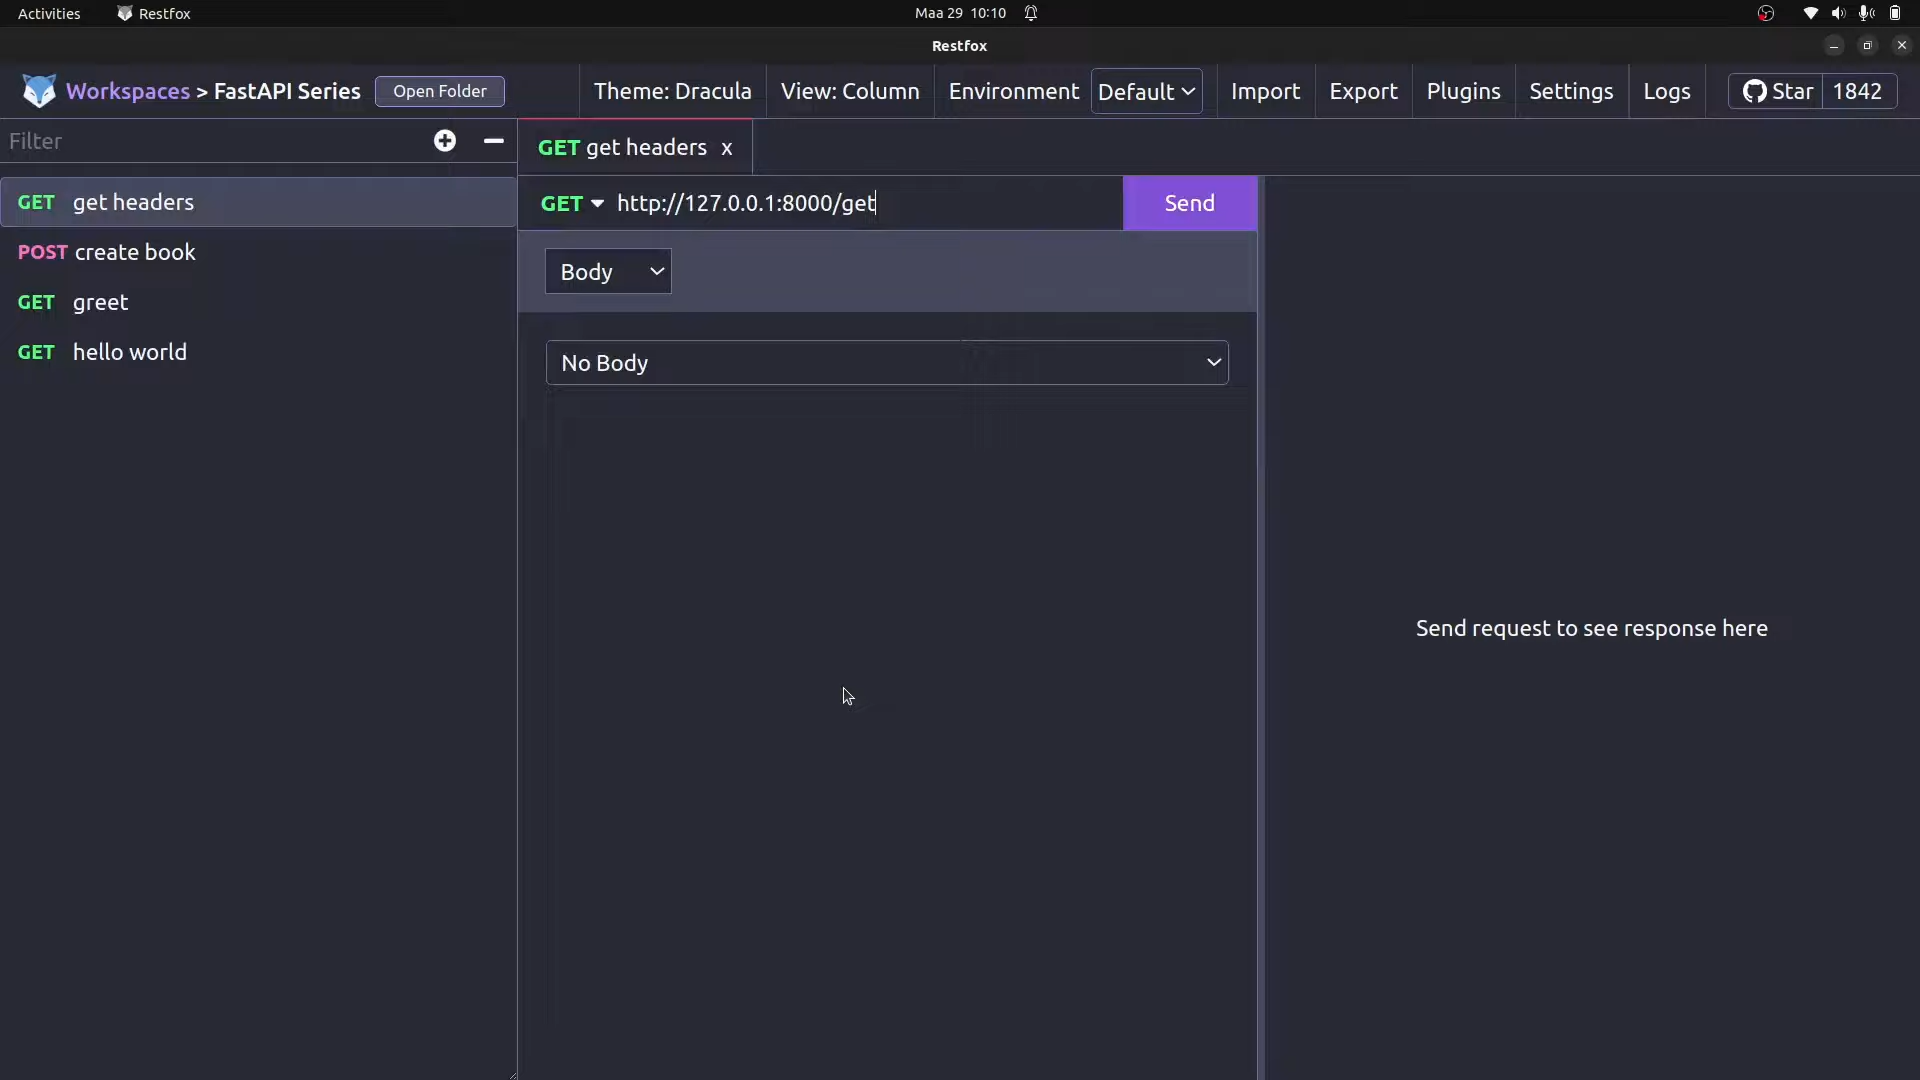 Activities Restfox Maa 29 10:10
Restfox
Workspaces > FastAPI Series Open Folder Theme: Dracula View: Column Environment Default Import Export Plugins Settings Logs Star 1842
Filter
GET get headers x
GET get headers
POST create book
GET greet
GET hello world
GET http://127.0.0.1:8000/get Send
Body
No Body
Send request to see response here